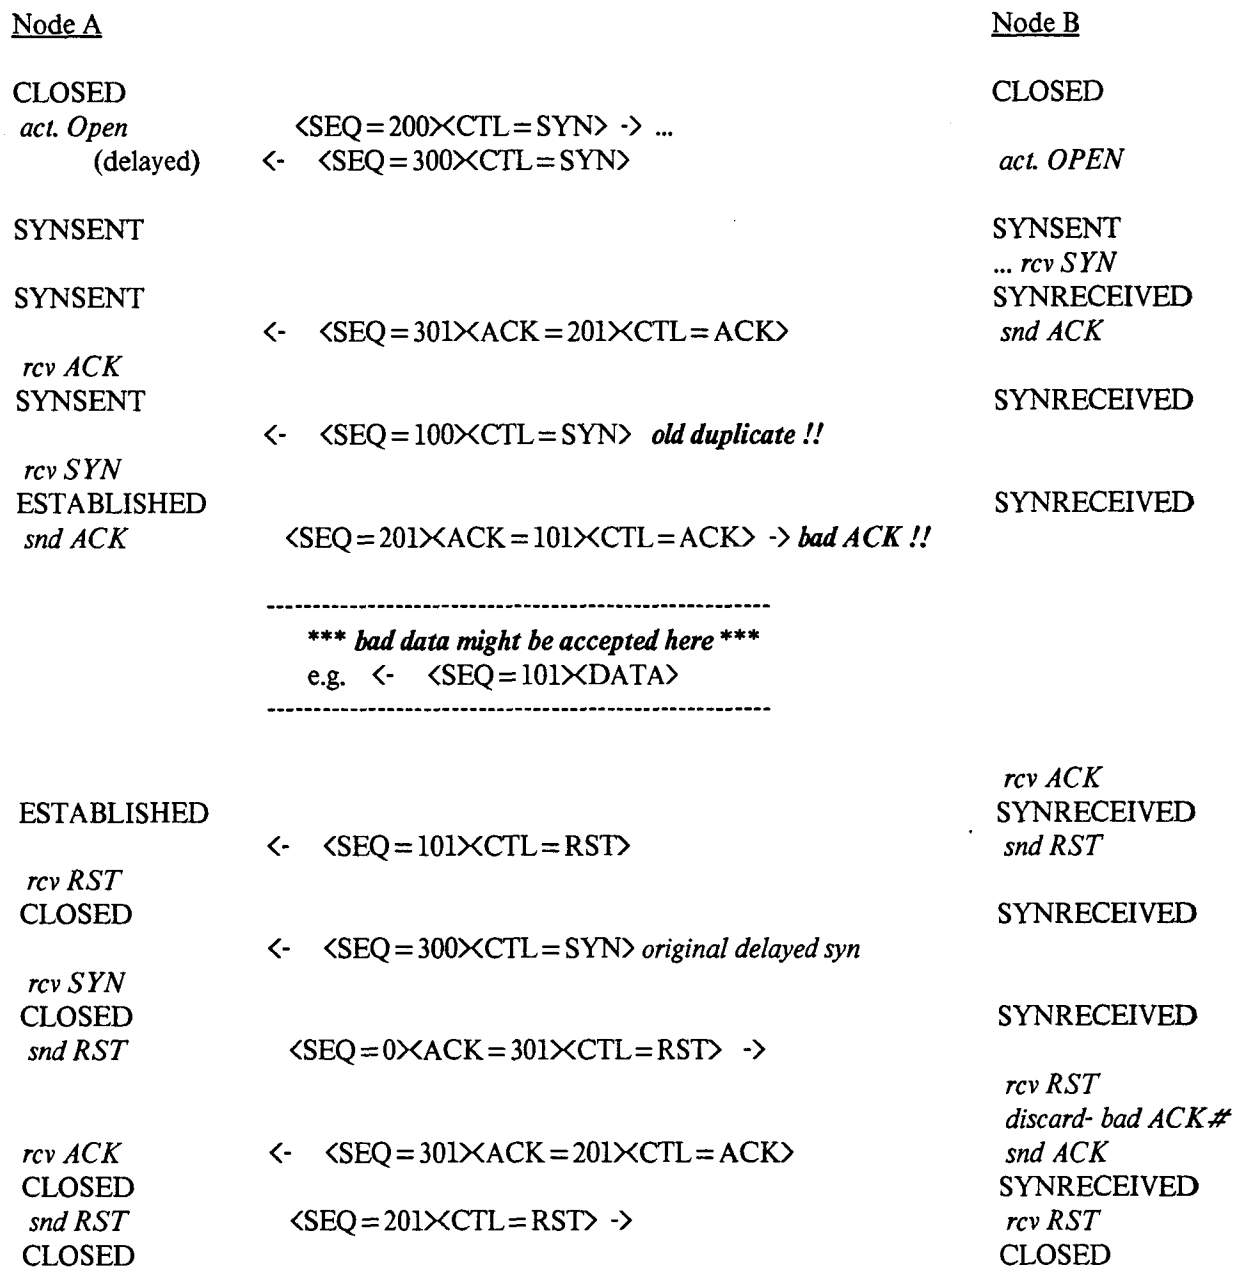 Node A Node B
CLOSED CLOSED
act. Open <SEQ=200><CTL=SYN> -> ...
(delayed) <- <SEQ=300><CTL=SYN> act. OPEN
SYNSENT SYNSENT
... rcv SYN
SYNSENT SYNRECEIVED
<- <SEQ=301><ACK=201><CTL=ACK> snd ACK
rcv ACK
SYNSENT SYNRECEIVED
<- <SEQ=100><CTL=SYN> old duplicate !!
rcv SYN
ESTABLISHED SYNRECEIVED
snd ACK <SEQ=201><ACK=101><CTL=ACK> -> bad ACK !!
*** bad data might be accepted here ***
e.g. <- <SEQ=101><DATA>
rcv ACK
ESTABLISHED SYNRECEIVED
<- <SEQ=101><CTL=RST> snd RST
rcv RST
CLOSED SYNRECEIVED
<- <SEQ=300><CTL=SYN> original delayed syn
rcv SYN
CLOSED SYNRECEIVED
snd RST <SEQ=0><ACK=301><CTL=RST> ->
rcv RST
discard- bad ACK#
rcv ACK <- <SEQ=301><ACK=201><CTL=ACK> snd ACK
CLOSED SYNRECEIVED
snd RST <SEQ=201><CTL=RST> -> rcv RST
CLOSED CLOSED